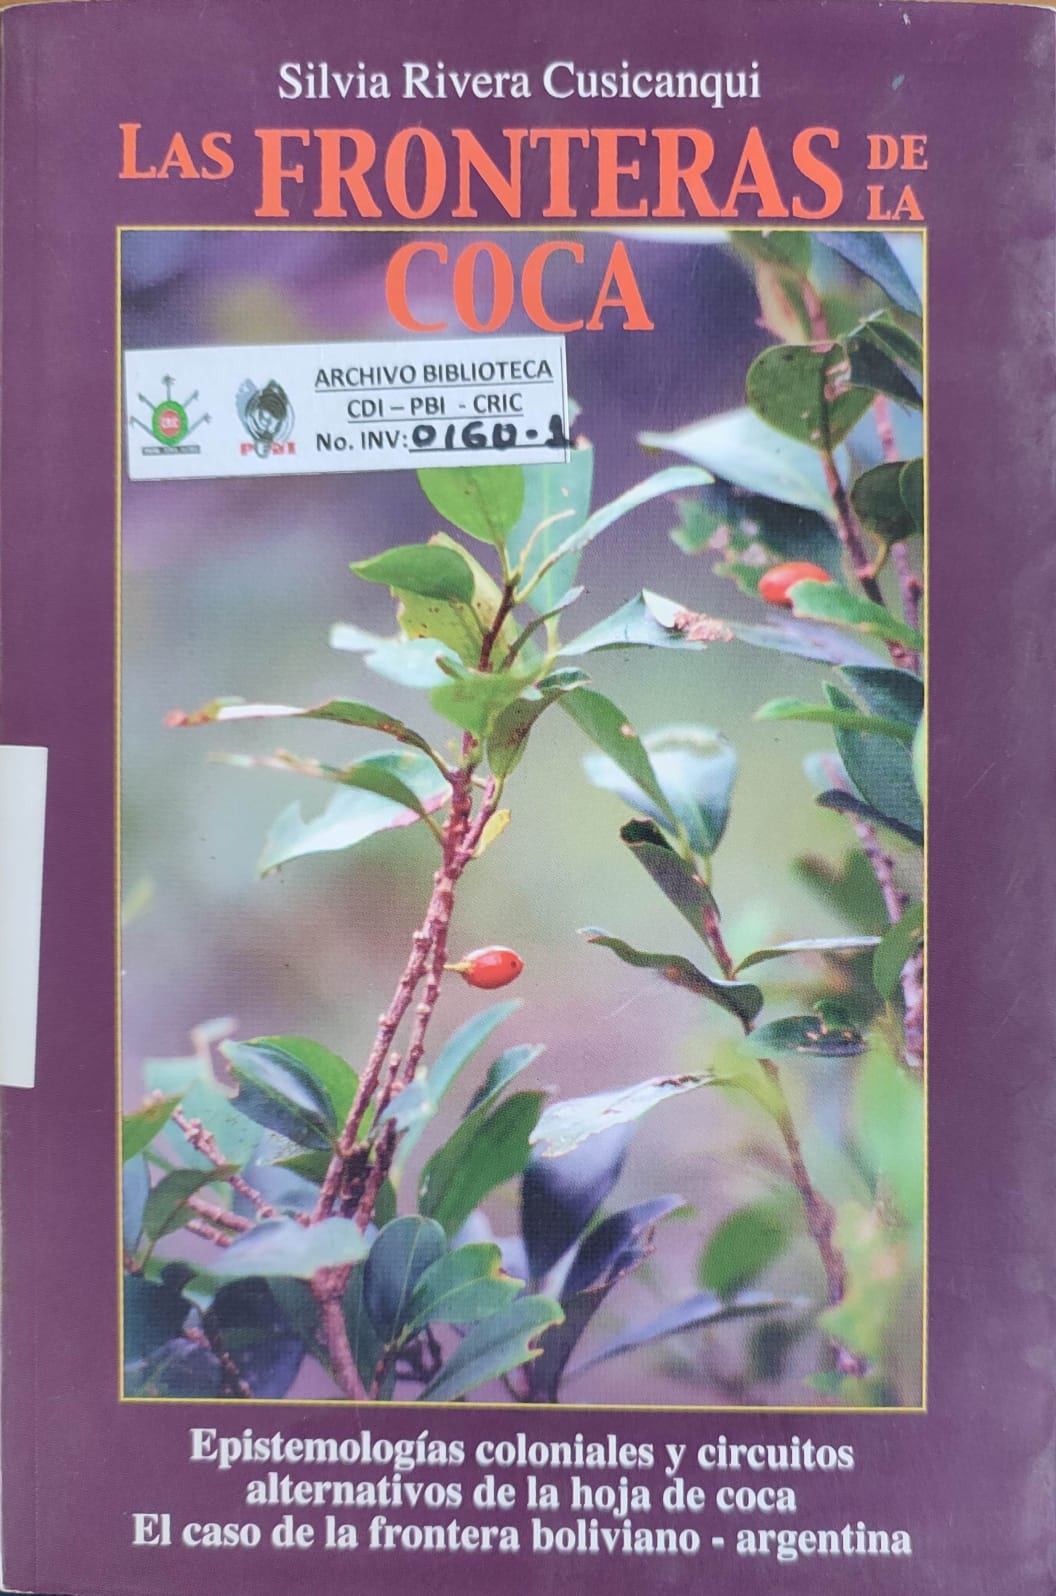 Silvia Rivera Cusicanqui
LAS FRONTERAS DE LA
COCA
ARCHIVO BIBLIOTECA
CDI – PBI - CRIC
No. INV: 0160-1
CRIC
Epistemologías coloniales y circuitos
alternativos de la hoja de coca
El caso de la frontera boliviano - argentina